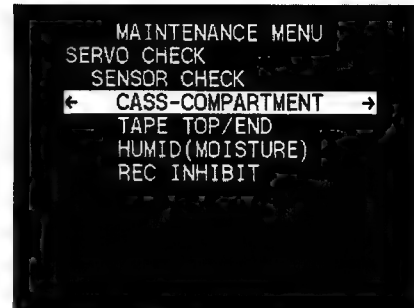 MAINTENANCE MENU
SERVO CHECK
SENSOR CHECK
← CASS-COMPARTMENT →
TAPE TOP/END
HUMID(MOISTURE)
REC INHIBIT